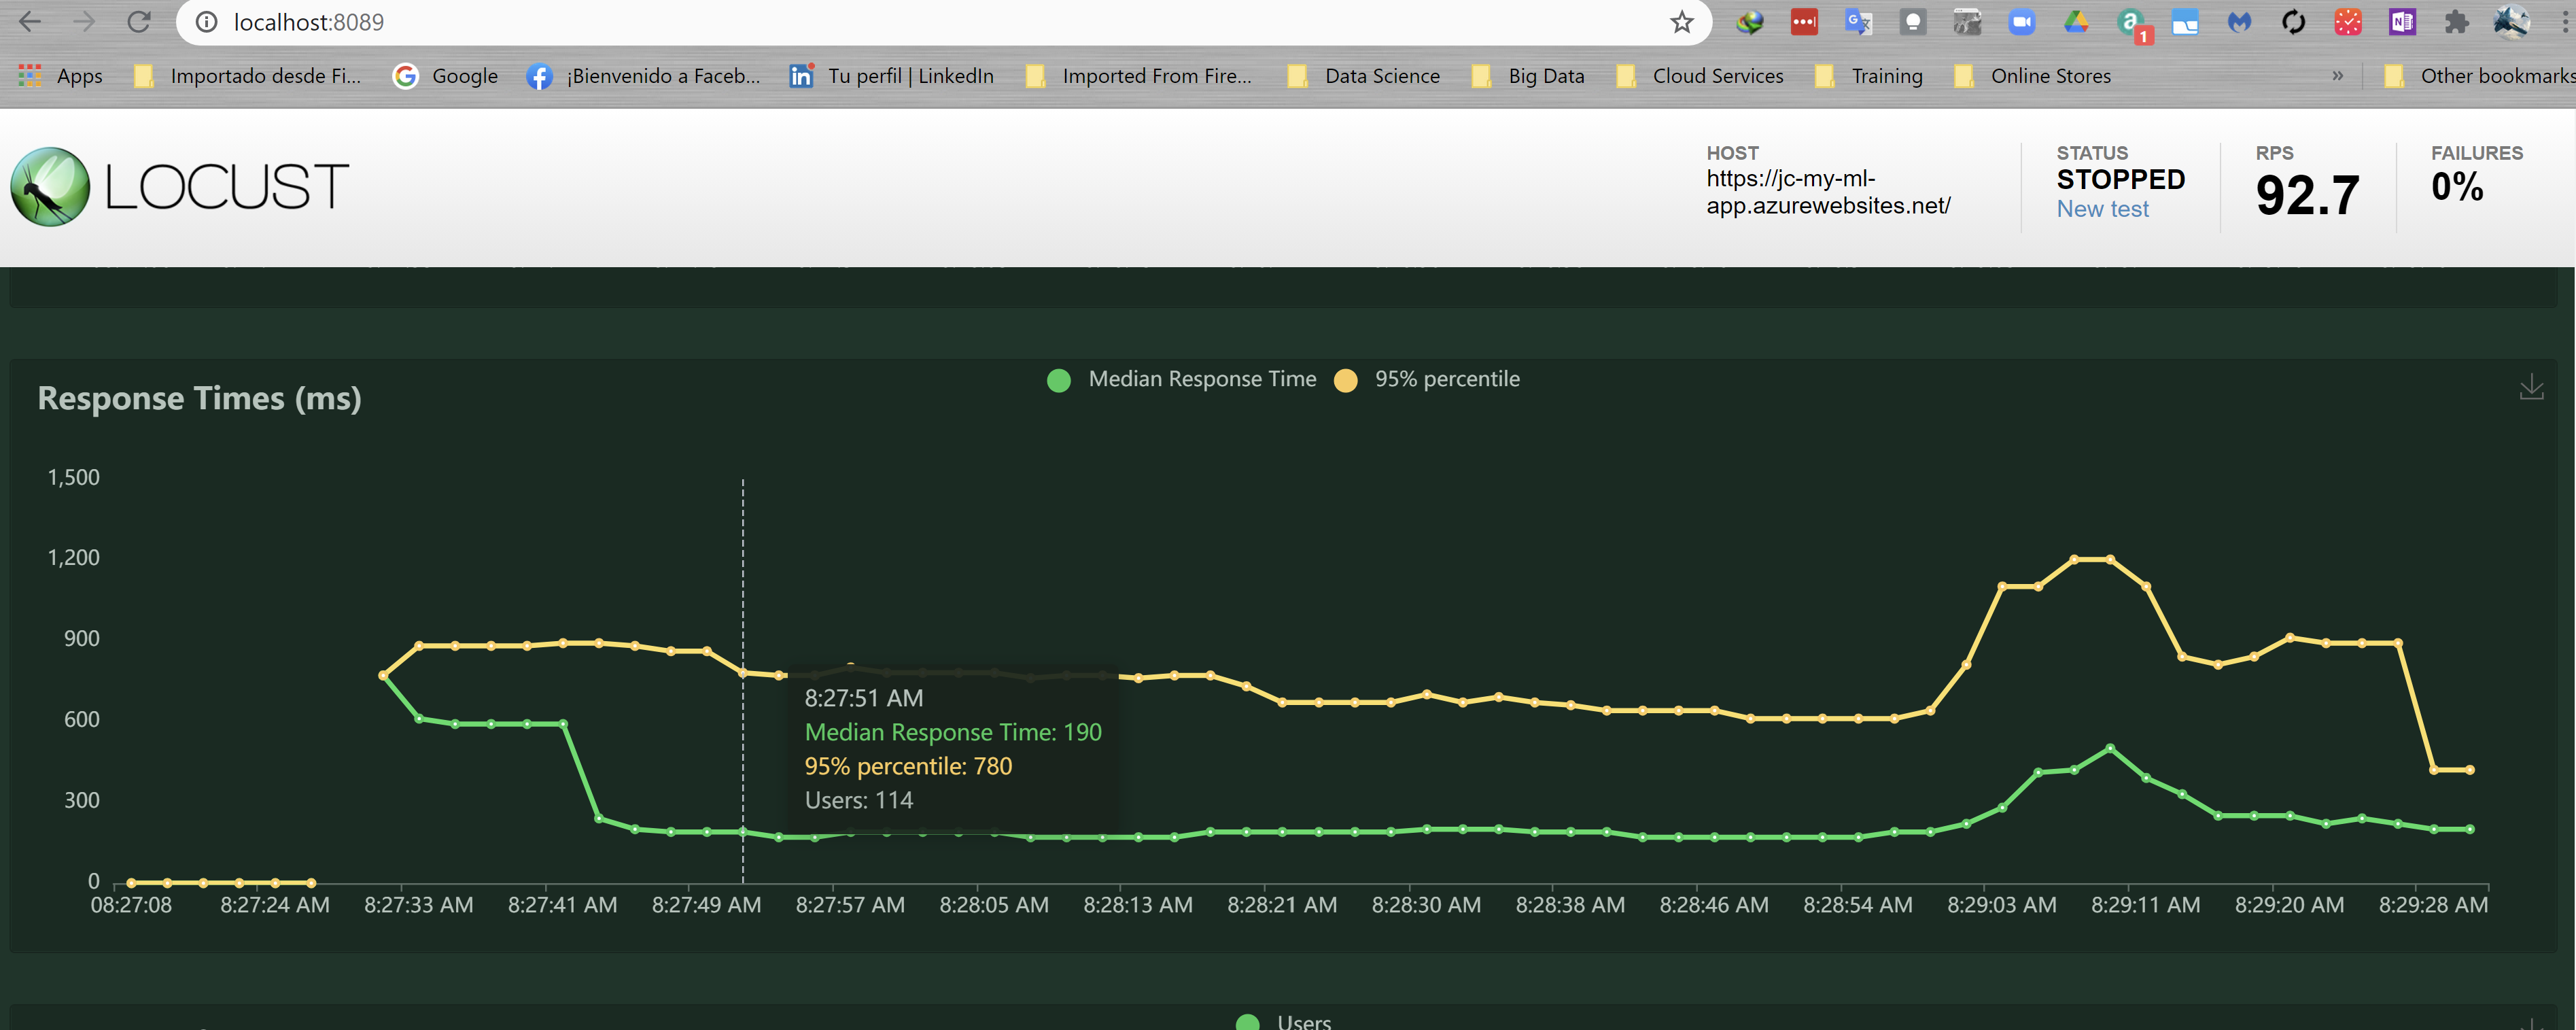 localhost:8089
1
Apps Importado desde Fi... Google ¡Bienvenido a Faceb... Tu perfil | LinkedIn Imported From Fire... Data Science Big Data Cloud Services Training Online Stores » Other bookmarks
LOCUST
HOST
https://jc-my-ml-
app.azurewebsites.net/
STATUS
STOPPED
New test
RPS
92.7
FAILURES
0%
Response Times (ms)
Median Response Time 95% percentile
1,500
1,200
900
600
300
0
8:27:51 AM
Median Response Time: 190
95% percentile: 780
Users: 114
08:27:08 8:27:24 AM 8:27:33 AM 8:27:41 AM 8:27:49 AM 8:27:57 AM 8:28:05 AM 8:28:13 AM 8:28:21 AM 8:28:30 AM 8:28:38 AM 8:28:46 AM 8:28:54 AM 8:29:03 AM 8:29:11 AM 8:29:20 AM 8:29:28 AM
Users